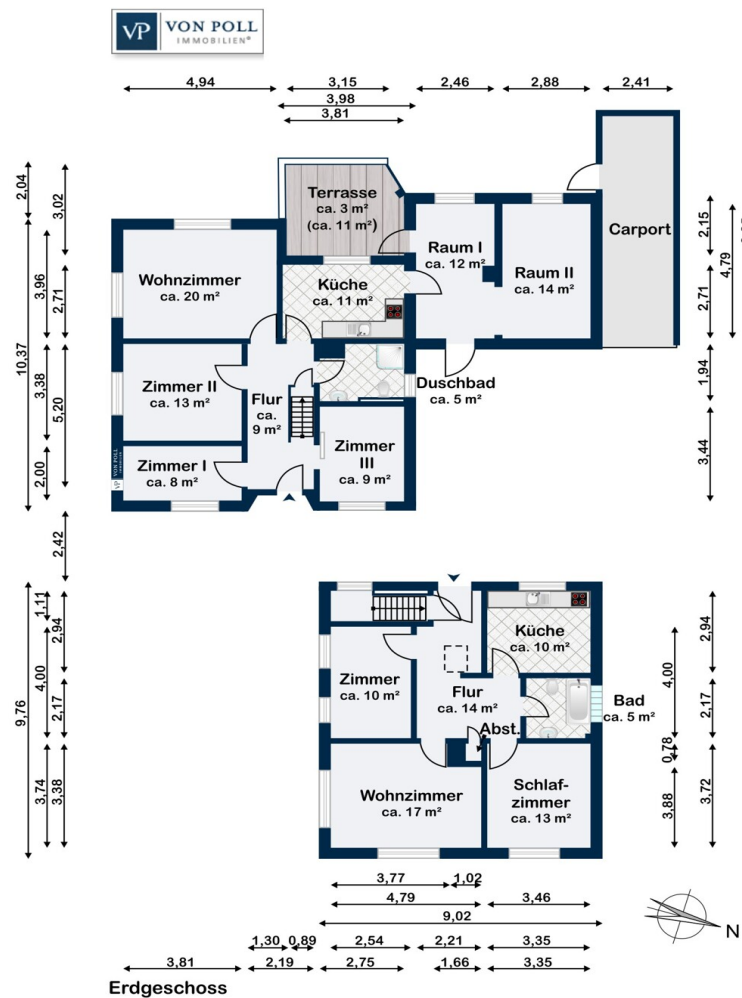 VP VON POLL
IMMOBILIEN®
4,94
3,15
2,46
2,88
2,41
3,98
3,81
2,04
3,02
10,37
3,96
2,71
3,38
5,20
2,00
2,42
Terrasse
ca. 3 m²
(ca. 11 m²)
Wohnzimmer
ca. 20 m²
Küche
ca. 11 m²
Raum I
ca. 12 m²
Raum II
ca. 14 m²
Carport
2,15
4,79
2,71
1,94
3,44
Zimmer II
ca. 13 m²
Flur
ca.
9 m²
Duschbad
ca. 5 m²
Zimmer I
ca. 8 m²
Zimmer
III
ca. 9 m²
VP VON POLL
IMMOBILIEN
9,76
1,11
2,94
4,00
2,17
3,74
3,38
Küche
ca. 10 m²
Zimmer
ca. 10 m²
Flur
ca. 14 m²
Bad
ca. 5 m²
Abst.
Wohnzimmer
ca. 17 m²
Schlaf-
zimmer
ca. 13 m²
2,94
4,00
2,17
0,78
3,88
3,72
3,77
1,02
4,79
3,46
9,02
1,30
0,89
2,54
2,21
3,35
3,81
2,19
2,75
1,66
3,35
N
Erdgeschoss